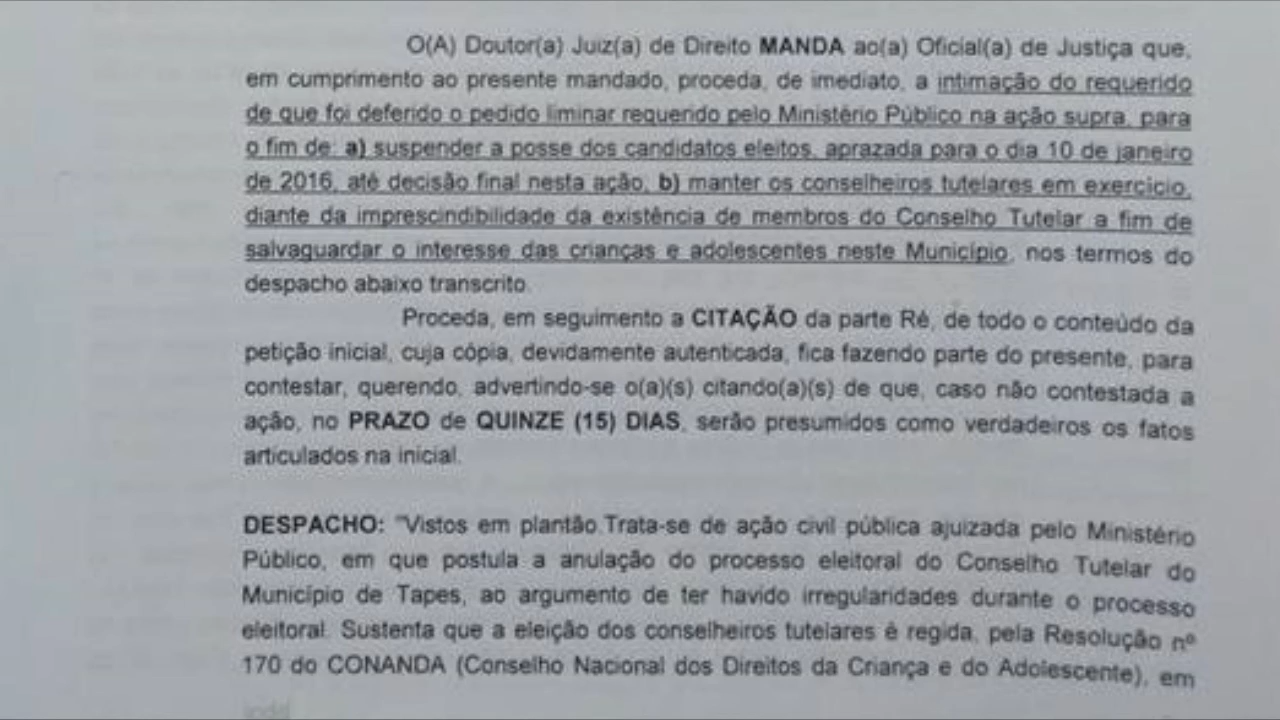 O(A) Doutor(a) Juiz(a) de Direito MANDA ao(a) Oficial(a) de Justiça que,
em cumprimento ao presente mandado, proceda, de imediato, a intimação do requerido
de que foi deferido o pedido liminar requerido pelo Ministério Público na ação supra, para
o fim de: a) suspender a posse dos candidatos eleitos, aprazada para o dia 10 de janeiro
de 2016, até decisão final nesta ação; b) manter os conselheiros tutelares em exercício,
diante da imprescindibilidade da existência de membros do Conselho Tutelar a fim de
salvaguardar o interesse das crianças e adolescentes neste Município, nos termos do
despacho abaixo transcrito.
Proceda, em seguimento a CITAÇÃO da parte Ré, de todo o conteúdo da
petição inicial, cuja cópia, devidamente autenticada, fica fazendo parte do presente, para
contestar, querendo, advertindo-se o(a)(s) citando(a)(s) de que, caso não contestada a
ação, no PRAZO de QUINZE (15) DIAS, serão presumidos como verdadeiros os fatos
articulados na inicial.
DESPACHO: "Vistos em plantão.Trata-se de ação civil pública ajuizada pelo Ministério
Público, em que postula a anulação do processo eleitoral do Conselho Tutelar do
Município de Tapes, ao argumento de ter havido irregularidades durante o processo
eleitoral. Sustenta que a eleição dos conselheiros tutelares é regida, pela Resolução nº
170 do CONANDA (Conselho Nacional dos Direitos da Criança e do Adolescente), em